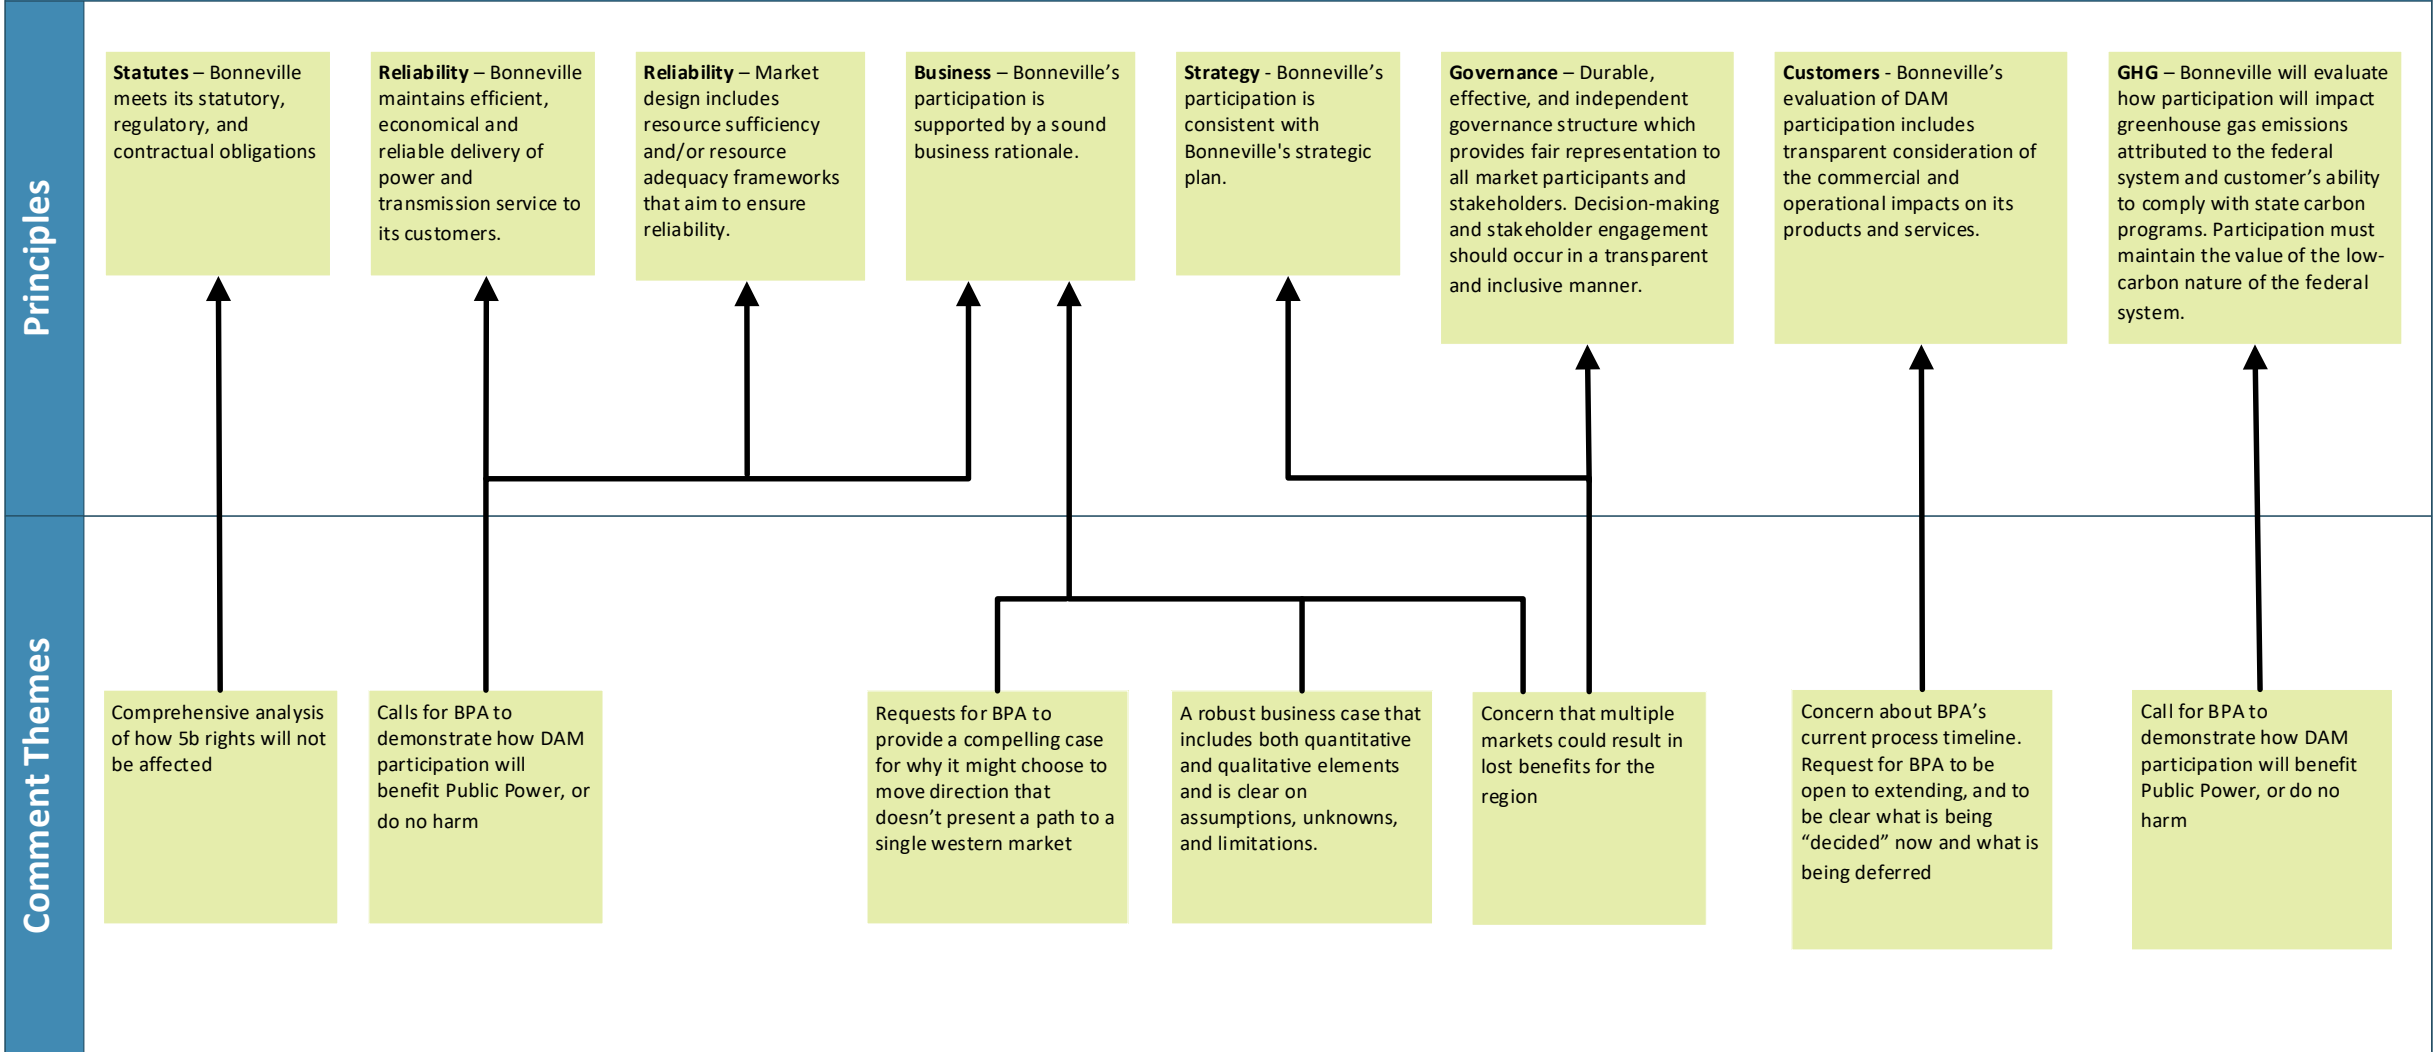 Principles
Statutes – Bonneville
meets its statutory,
regulatory, and
contractual obligations
Reliability – Bonneville
maintains efficient,
economical and
reliable delivery of
power and
transmission service to
its customers.
Reliability – Market
design includes
resource sufficiency
and/or resource
adequacy frameworks
that aim to ensure
reliability.
Business – Bonneville’s
participation is
supported by a sound
business rationale.
Strategy - Bonneville’s
participation is
consistent with
Bonneville's strategic
plan.
Governance – Durable,
effective, and independent
governance structure which
provides fair representation to
all market participants and
stakeholders. Decision-making
and stakeholder engagement
should occur in a transparent
and inclusive manner.
Customers - Bonneville’s
evaluation of DAM
participation includes
transparent consideration of
the commercial and
operational impacts on its
products and services.
GHG – Bonneville will evaluate
how participation will impact
greenhouse gas emissions
attributed to the federal
system and customer’s ability
to comply with state carbon
programs. Participation must
maintain the value of the low-
carbon nature of the federal
system.
Comment Themes
Comprehensive analysis
of how 5b rights will not
be affected
Calls for BPA to
demonstrate how DAM
participation will
benefit Public Power, or
do no harm
Requests for BPA to
provide a compelling case
for why it might choose to
move direction that
doesn’t present a path to a
single western market
A robust business case that
includes both quantitative
and qualitative elements
and is clear on
assumptions, unknowns,
and limitations.
Concern that multiple
markets could result in
lost benefits for the
region
Concern about BPA’s
current process timeline.
Request for BPA to be
open to extending, and to
be clear what is being
“decided” now and what is
being deferred
Call for BPA to
demonstrate how DAM
participation will benefit
Public Power, or do no
harm